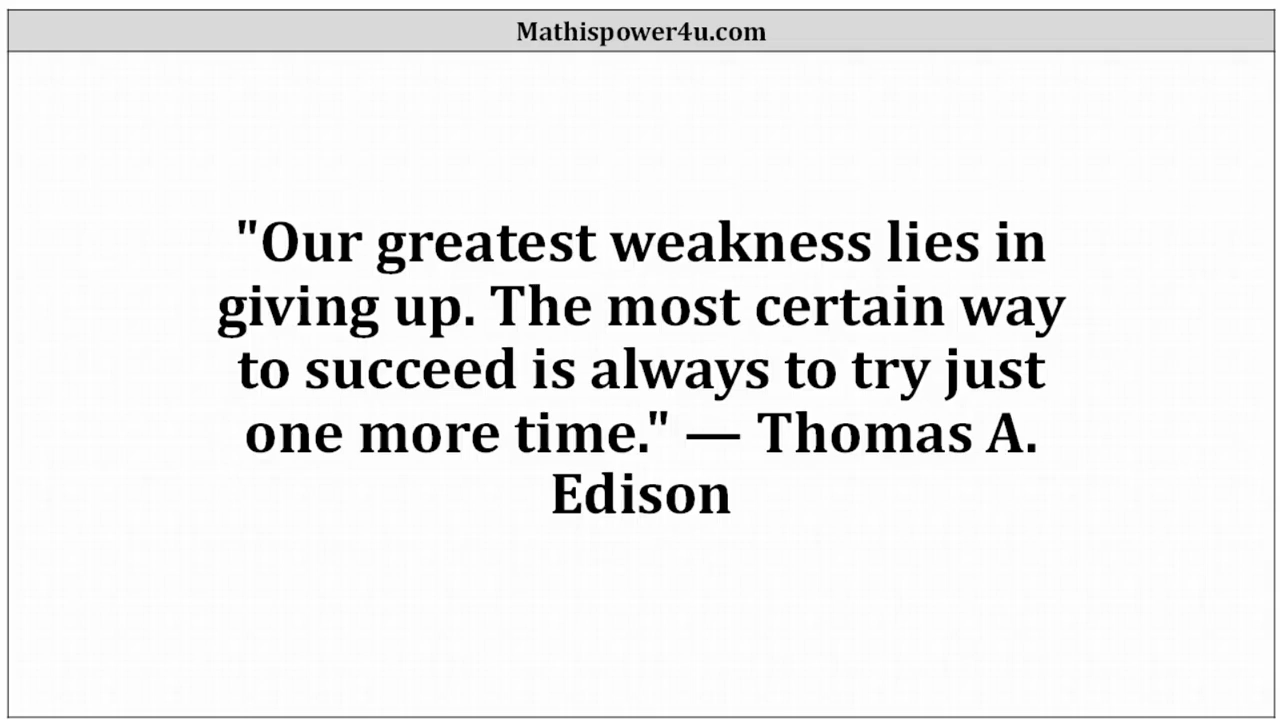 Mathispower4u.com
"Our greatest weakness lies in
giving up. The most certain way
to succeed is always to try just
one more time." — Thomas A.
Edison